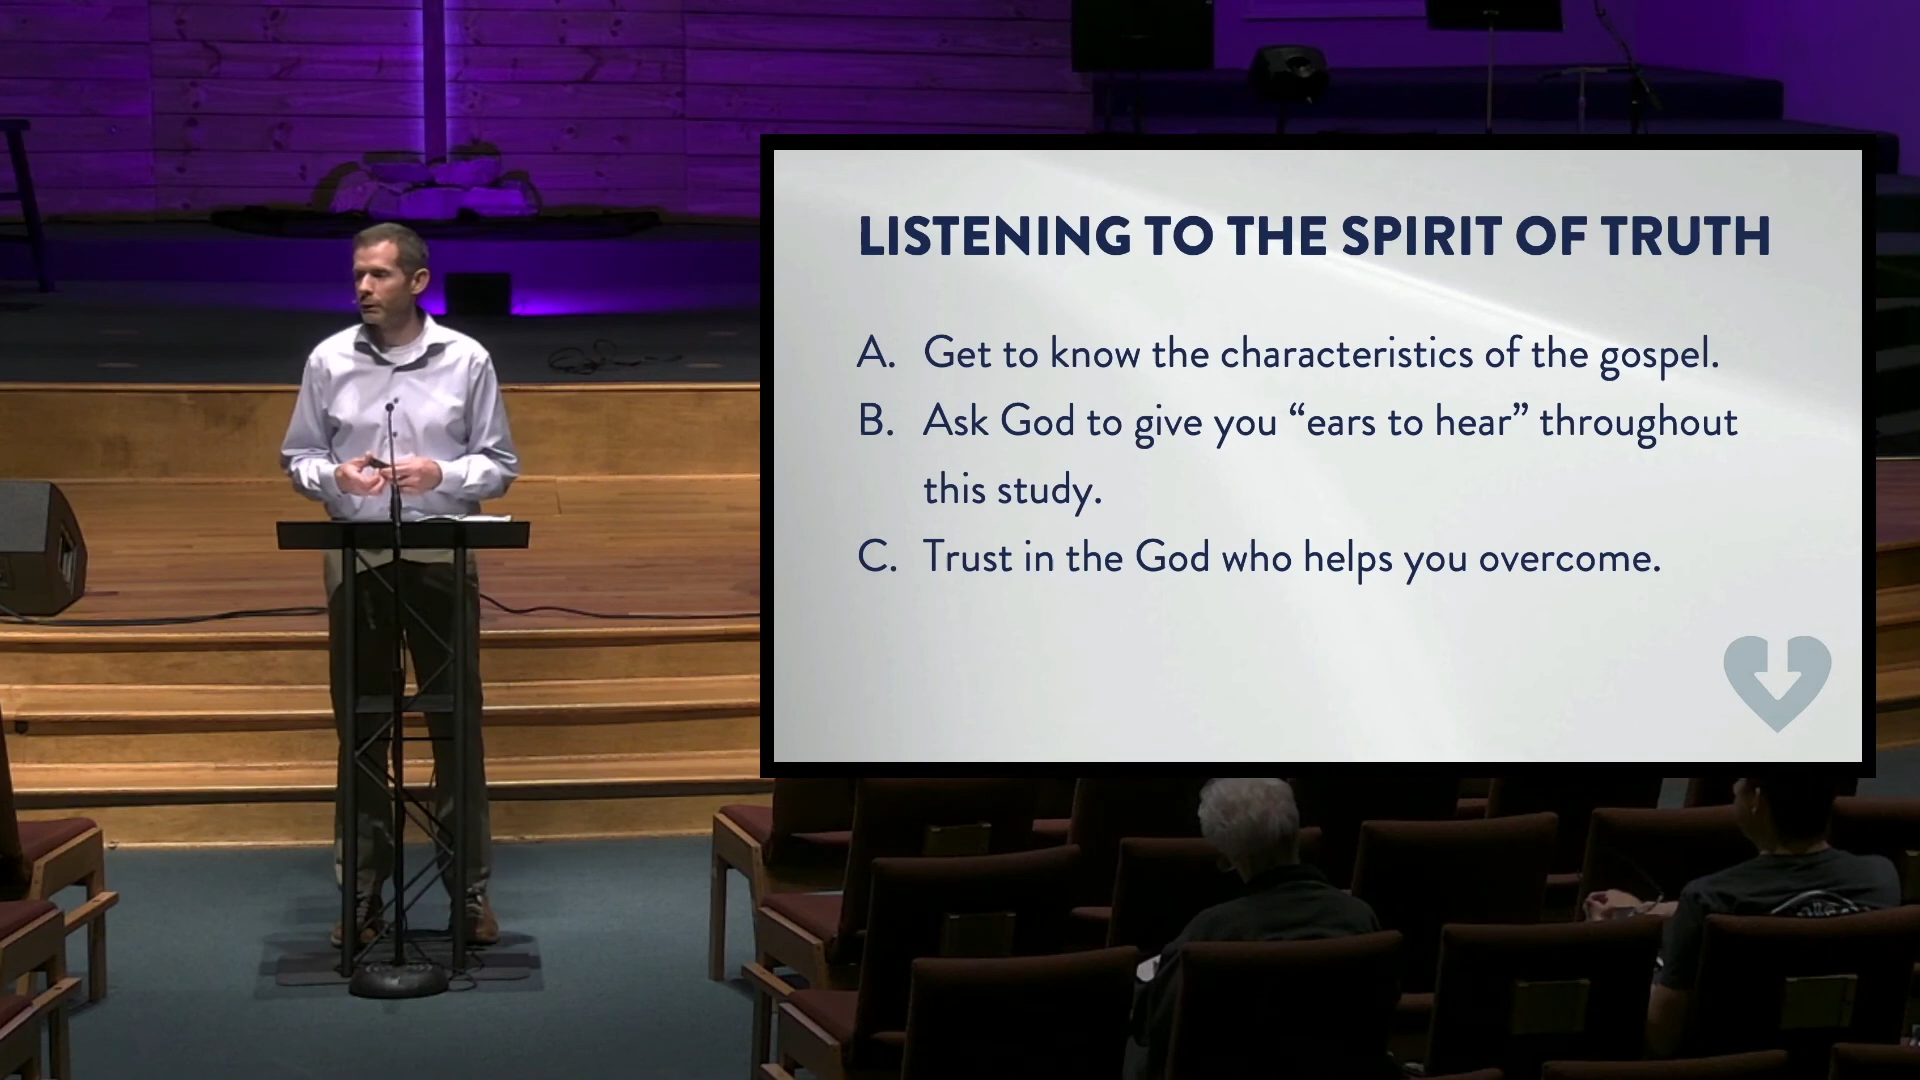 LISTENING TO THE SPIRIT OF TRUTH
A. Get to know the characteristics of the gospel.
B. Ask God to give you “ears to hear” throughout
this study.
C. Trust in the God who helps you overcome.